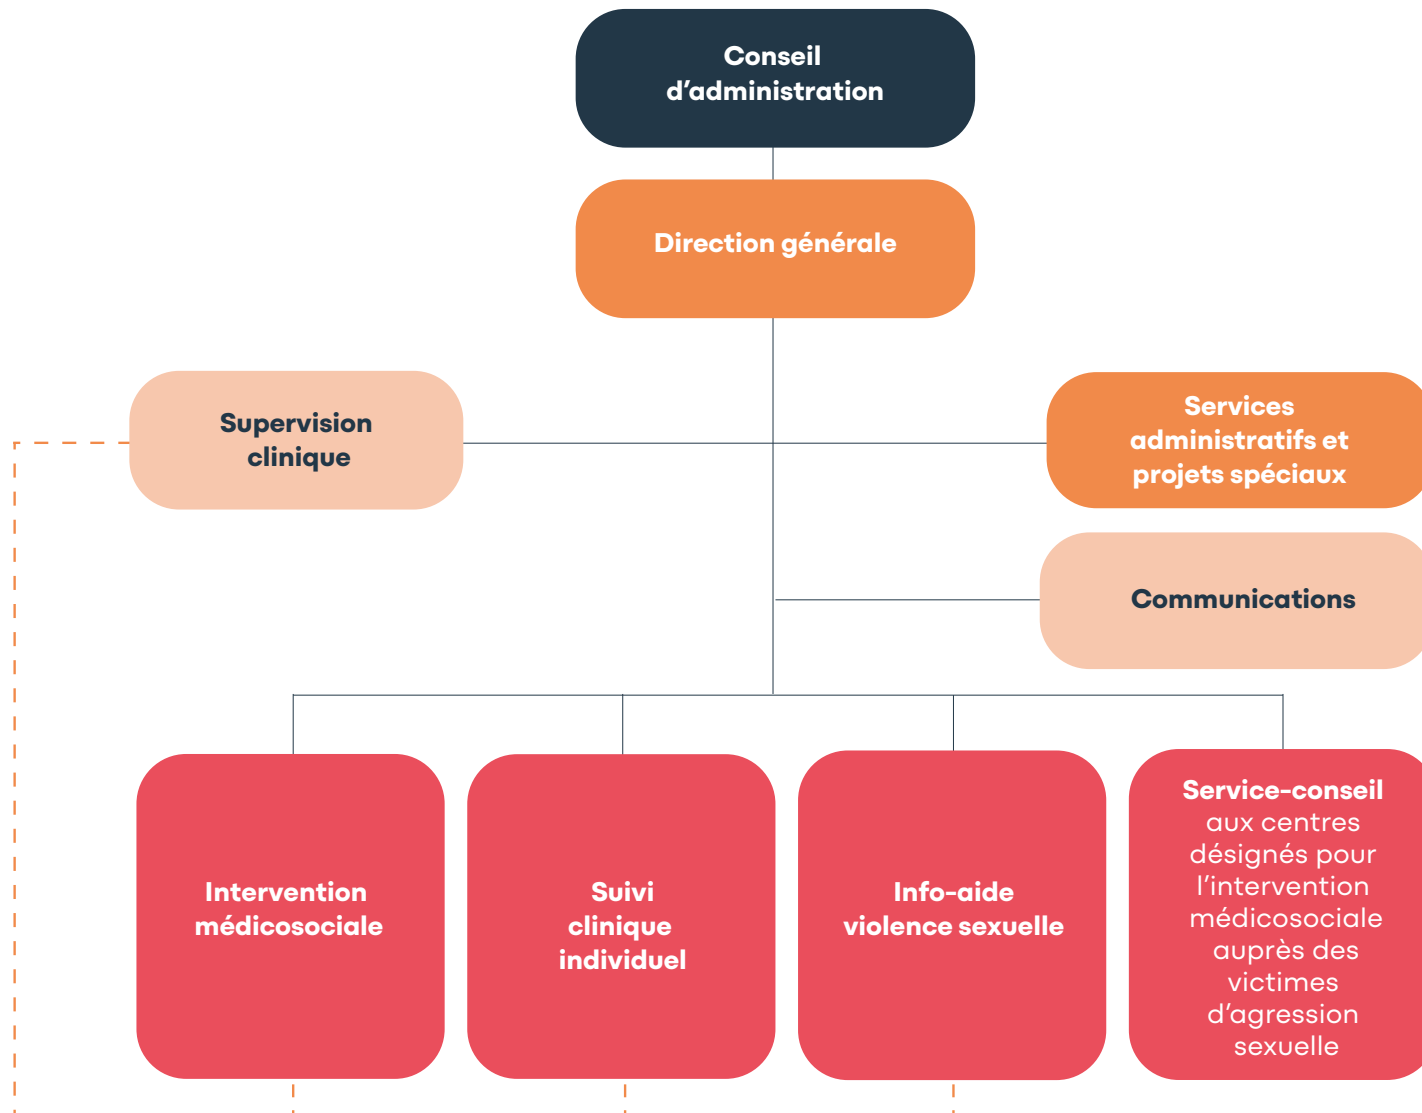 Conseil
d’administration
Direction générale
Supervision
clinique
Services
administratifs et
projets spéciaux
Communications
Intervention
médicosociale
Suivi
clinique
individuel
Info-aide
violence sexuelle
Service-conseil
aux centres
désignés pour
l’intervention
médicosociale
auprès des
victimes
d’agression
sexuelle